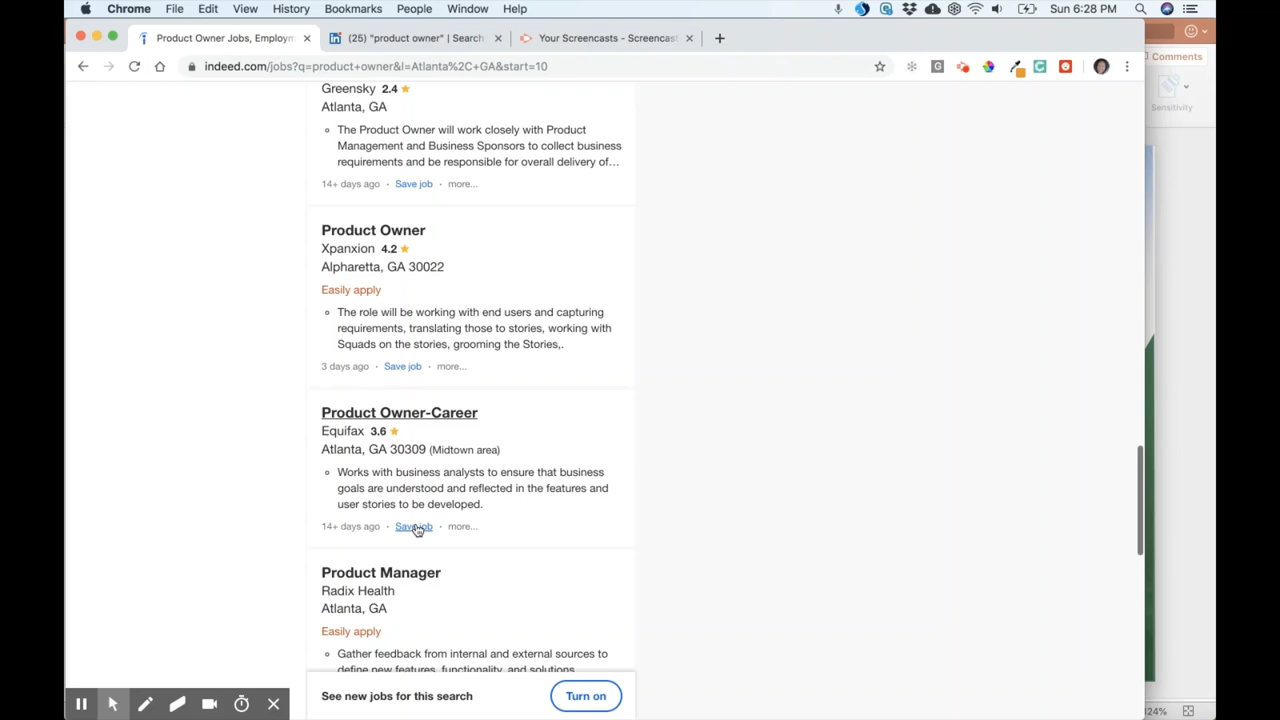 Chrome File Edit View History Bookmarks People Window Help Sun 6:28 PM
Product Owner Jobs, Employm × (25) "product owner" | Search × Your Screencasts - Screencast × +
indeed.com/jobs?q=product+owner&l=Atlanta%2C+GA&start=10
Comments
Sensitivity
Greensky 2.4
Atlanta, GA
The Product Owner will work closely with Product
Management and Business Sponsors to collect business
requirements and be responsible for overall delivery of…
14+ days ago · Save job · more...
Product Owner
Xpanxion 4.2
Alpharetta, GA 30022
Easily apply
The role will be working with end users and capturing
requirements, translating those to stories, working with
Squads on the stories, grooming the Stories,.
3 days ago · Save job · more...
Product Owner-Career
Equifax 3.6
Atlanta, GA 30309 (Midtown area)
Works with business analysts to ensure that business
goals are understood and reflected in the features and
user stories to be developed.
14+ days ago · Save job · more...
Product Manager
Radix Health
Atlanta, GA
Easily apply
Gather feedback from internal and external sources to
define new features, functionality, and solutions
See new jobs for this search Turn on
24%